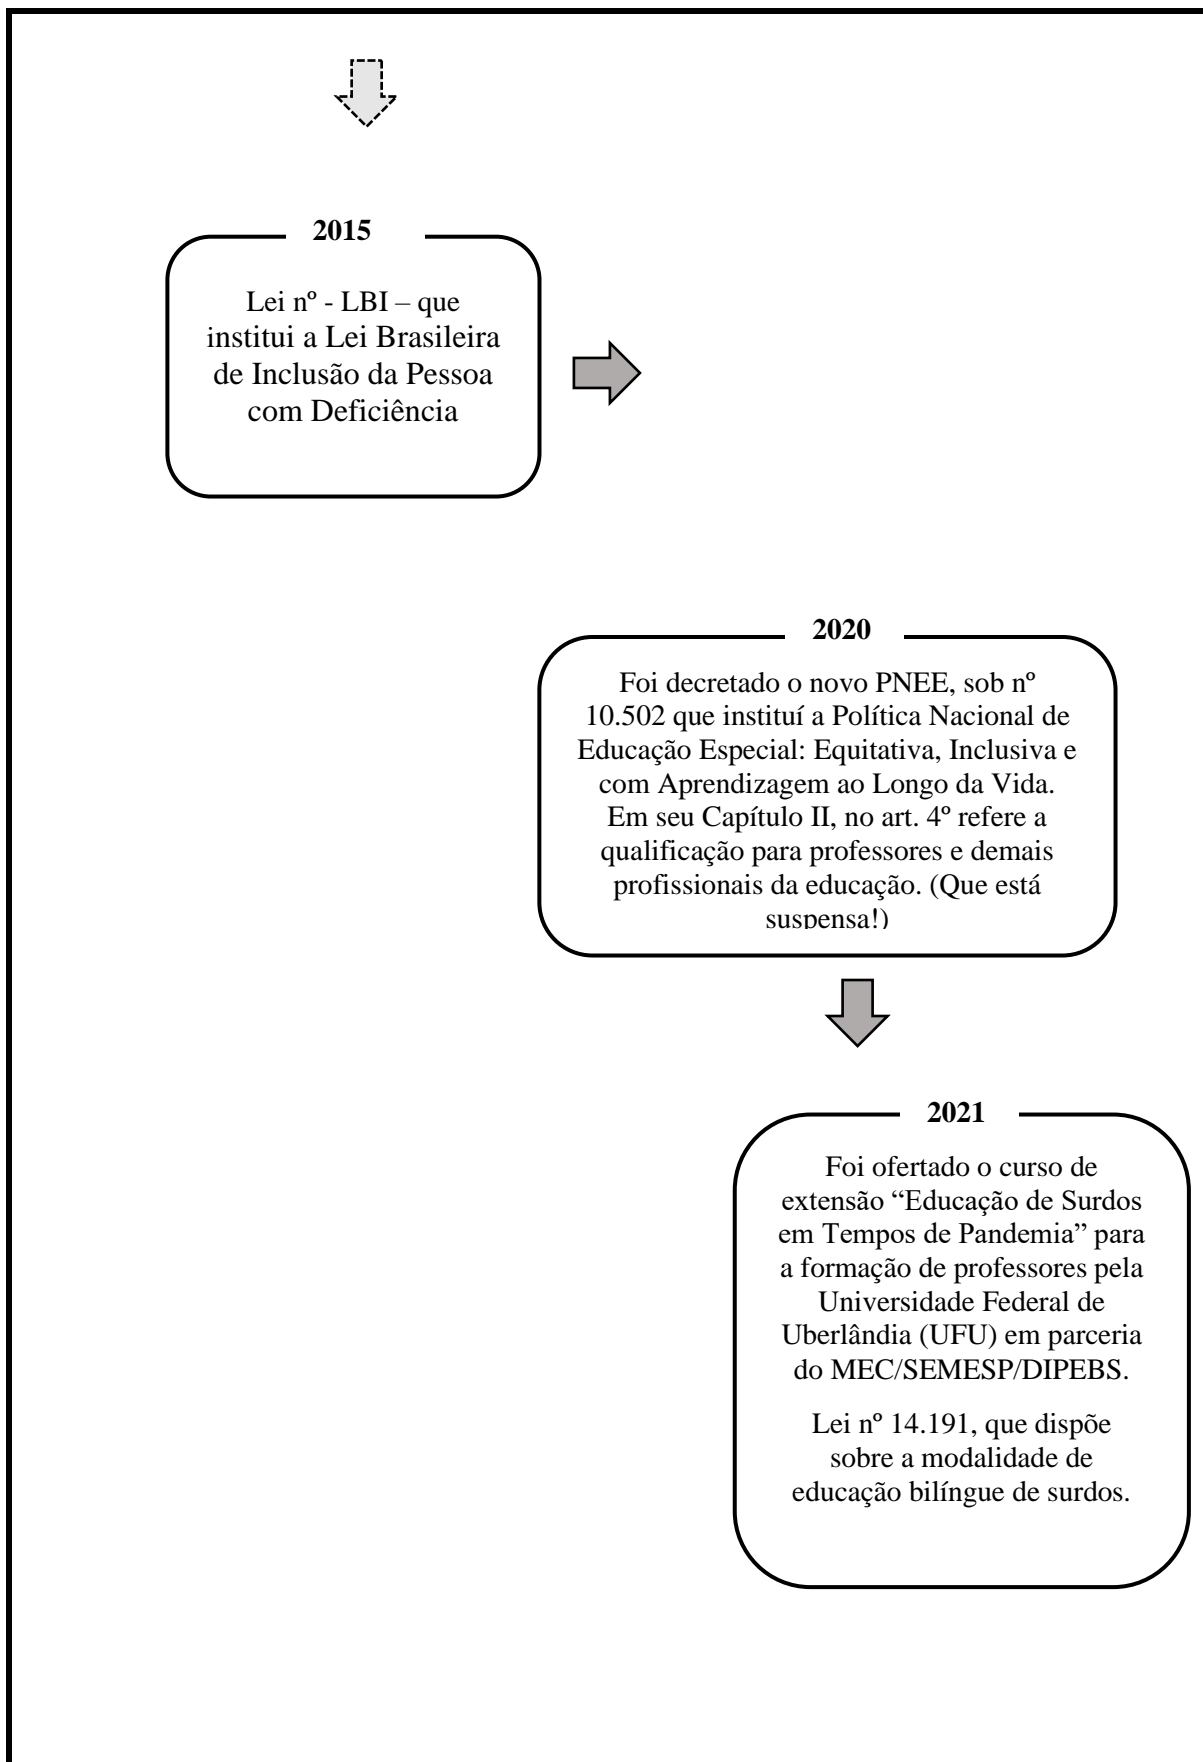 2015
Lei nº - LBI – que
institui a Lei Brasileira
de Inclusão da Pessoa
com Deficiência
2020
Foi decretado o novo PNEE, sob nº
10.502 que instituí a Política Nacional de
Educação Especial: Equitativa, Inclusiva e
com Aprendizagem ao Longo da Vida.
Em seu Capítulo II, no art. 4º refere a
qualificação para professores e demais
profissionais da educação. (Que está
suspensa!)
2021
Foi ofertado o curso de
extensão “Educação de Surdos
em Tempos de Pandemia” para
a formação de professores pela
Universidade Federal de
Uberlândia (UFU) em parceria
do MEC/SEMESP/DIPEBS.
Lei nº 14.191, que dispõe
sobre a modalidade de
educação bilíngue de surdos.